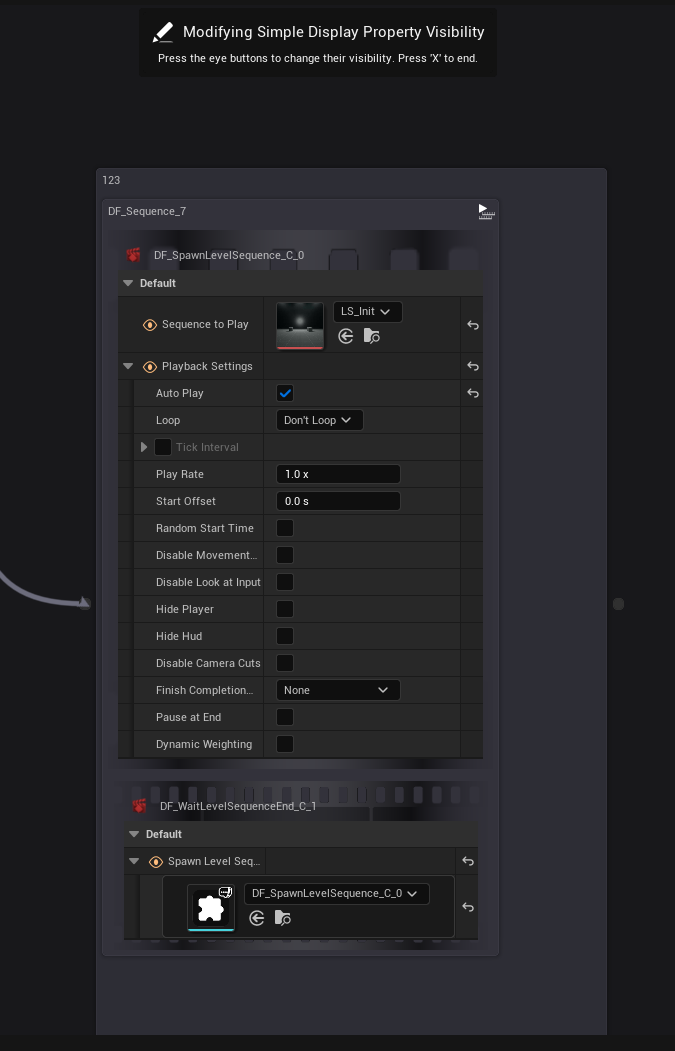 Modifying Simple Display Property Visibility
Press the eye buttons to change their visibility. Press 'X' to end.
123
DF_Sequence_7
DF_SpawnLevelSequence_C_0
Default
Sequence to Play
LS_Init
Playback Settings
Auto Play
Loop
Don't Loop
Tick Interval
Play Rate
1.0 x
Start Offset
0.0 s
Random Start Time
Disable Movement...
Disable Look at Input
Hide Player
Hide Hud
Disable Camera Cuts
Finish Completion...
None
Pause at End
Dynamic Weighting
DF_WaitLevelSequenceEnd_C_1
Default
Spawn Level Seq...
DF_SpawnLevelSequence_C_0